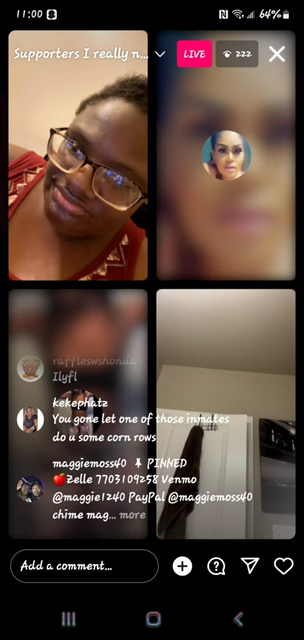 11:00
64%
Supporters I really n...
LIVE
222
raffleswshonda
Ilyfl
kekephatz
You gone let one of those inmates
do u some corn rows
maggiemoss40 📌 PINNED
🍎Zelle 7703109258 Venmo
@maggie1240 PayPal @maggiemoss40
chime mag... more
Add a comment...